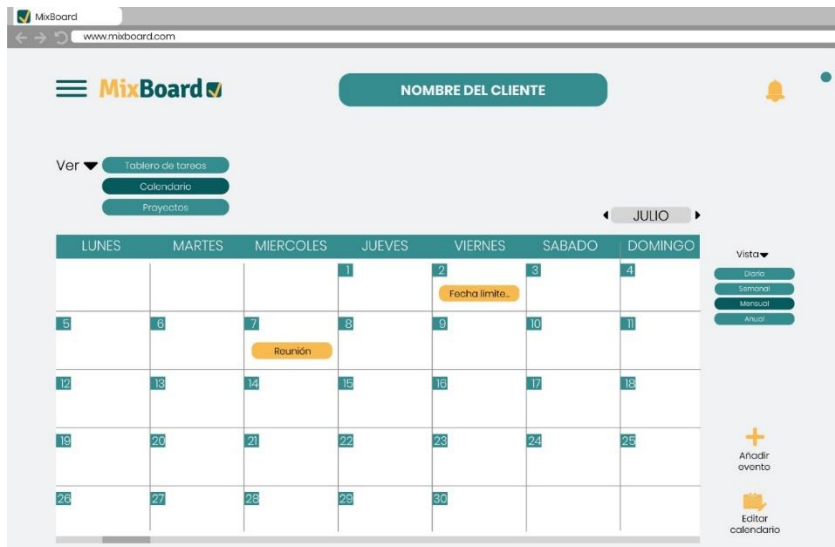 MixBoard
www.mixboard.com
MixBoard
NOMBRE DEL CLIENTE
Ver
Tablero de tareas
Calendario
Proyectos
JULIO
LUNES MARTES MIERCOLES JUEVES VIERNES SABADO DOMINGO
1 2 3 4
Fecha limite..
5 6 7 8 9 10 11
Reunión
12 13 14 15 16 17 18
19 20 21 22 23 24 25
26 27 28 29 30
Vista
Diario
Semanal
Mensual
Anual
Añadir
evento
Editar
calendario